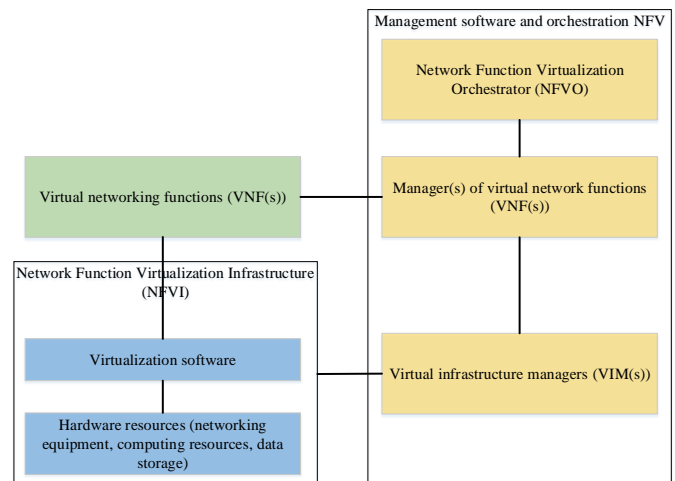 Management software and orchestration NFV
Network Function Virtualization
Orchestrator (NFVO)
Virtual networking functions (VNF(s))
Manager(s) of virtual network functions
(VNF(s))
Network Function Virtualization Infrastructure
(NFVI)
Virtualization software
Virtual infrastructure managers (VIM(s))
Hardware resources (networking
equipment, computing resources, data
storage)